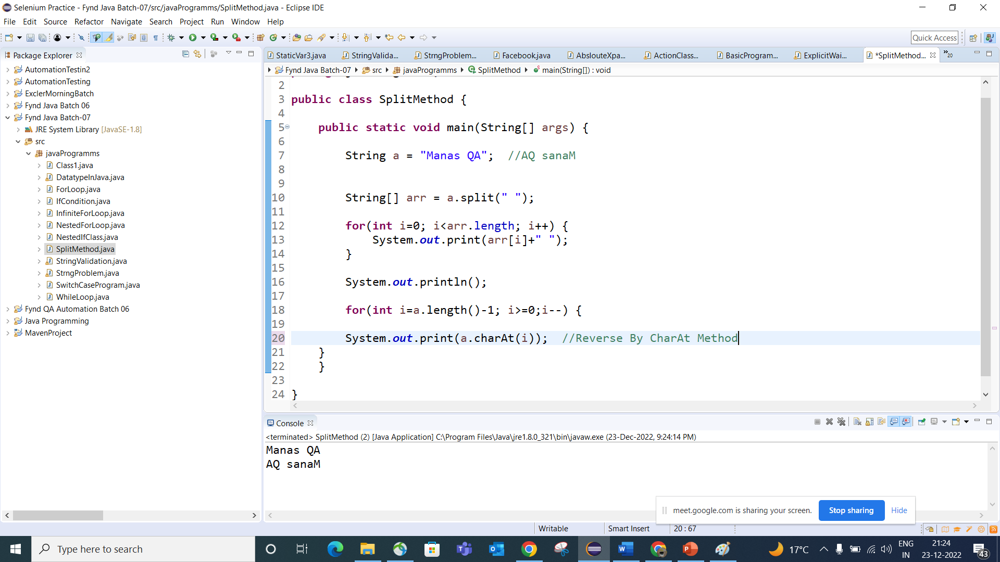 Selenium Practice - Fynd Java Batch-07/src/javaProgramms/SplitMethod.java - Eclipse IDE
File Edit Source Refactor Navigate Search Project Run Window Help
Quick Access
Package Explorer
AutomationTestin2
AutomationTesting
ExclerMorningBatch
Fynd Java Batch 06
Fynd Java Batch-07
JRE System Library [JavaSE-1.8]
src
javaProgramms
Class1.java
DatatypeInJava.java
ForLoop.java
IfCondition.java
InfiniteForLoop.java
NestedForLoop.java
NestedIfClass.java
SplitMethod.java
StringValidation.java
StrngProblem.java
SwitchCaseProgram.java
WhileLoop.java
Fynd QA Automation Batch 06
Java Programming
MavenProject
StaticVar3.java StringValida... StrngProblem... Facebook.java AbslouteXpa... ActionClass... BasicProgram... ExplicitWai... *SplitMethod... »20
Fynd Java Batch-07 src javaProgramms SplitMethod main(String[]) : void
2
3 public class SplitMethod {
4
5 public static void main(String[] args) {
6
7 String a = "Manas QA"; //AQ sanaM
8
9
10 String[] arr = a.split(" ");
11
12 for(int i=0; i<arr.length; i++) {
13 System.out.print(arr[i]+" ");
14 }
15
16 System.out.println();
17
18 for(int i=a.length()-1; i>=0;i--) {
19
20 System.out.print(a.charAt(i)); //Reverse By CharAt Method
21 }
22 }
23
24 }
Console
<terminated> SplitMethod (2) [Java Application] C:\Program Files\Java\jre1.8.0_321\bin\javaw.exe (23-Dec-2022, 9:24:14 PM)
Manas QA
AQ sanaM
meet.google.com is sharing your screen. Stop sharing Hide
Writable Smart Insert 20 : 67
Type here to search
17°C
ENG
IN
21:24
23-12-2022
43